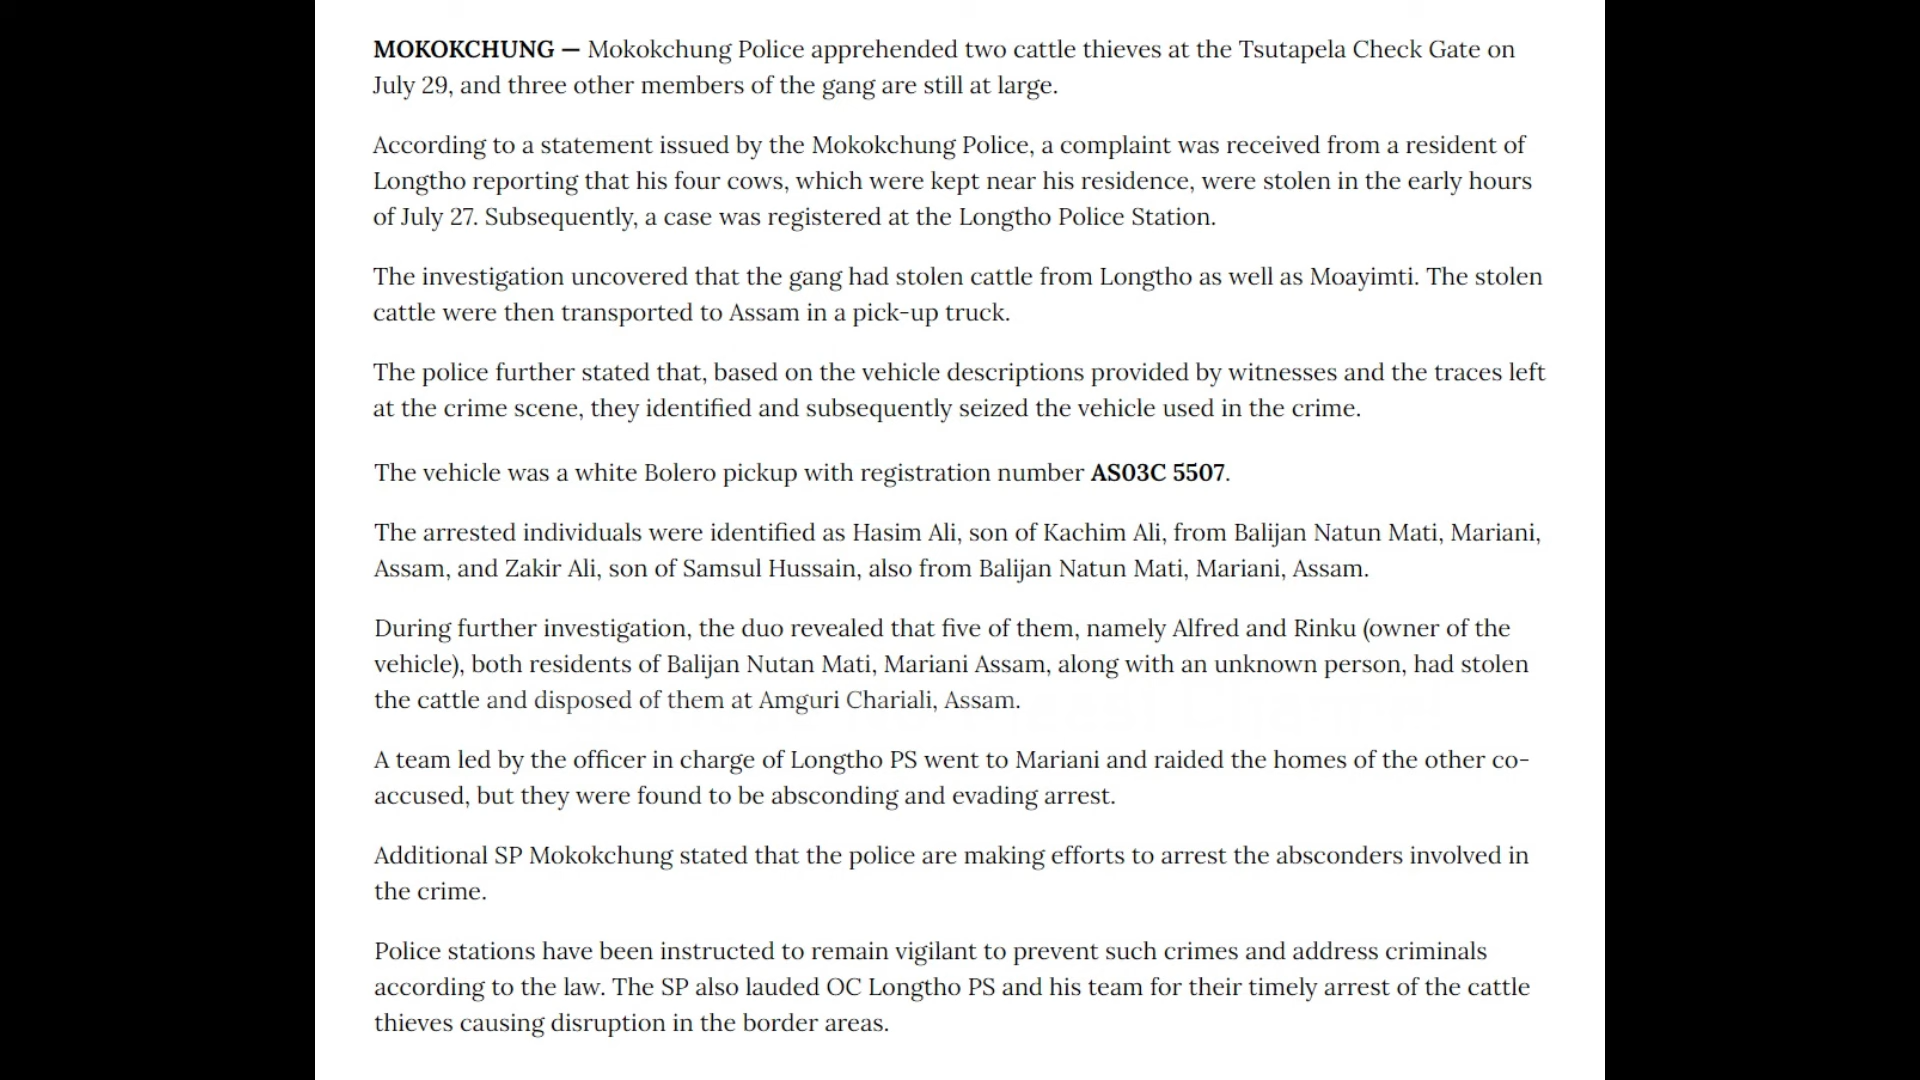 MOKOKCHUNG — Mokokchung Police apprehended two cattle thieves at the Tsutapela Check Gate on
July 29, and three other members of the gang are still at large.
According to a statement issued by the Mokokchung Police, a complaint was received from a resident of
Longtho reporting that his four cows, which were kept near his residence, were stolen in the early hours
of July 27. Subsequently, a case was registered at the Longtho Police Station.
The investigation uncovered that the gang had stolen cattle from Longtho as well as Moayimti. The stolen
cattle were then transported to Assam in a pick-up truck.
The police further stated that, based on the vehicle descriptions provided by witnesses and the traces left
at the crime scene, they identified and subsequently seized the vehicle used in the crime.
The vehicle was a white Bolero pickup with registration number AS03C 5507.
The arrested individuals were identified as Hasim Ali, son of Kachim Ali, from Balijan Natun Mati, Mariani,
Assam, and Zakir Ali, son of Samsul Hussain, also from Balijan Natun Mati, Mariani, Assam.
During further investigation, the duo revealed that five of them, namely Alfred and Rinku (owner of the
vehicle), both residents of Balijan Nutan Mati, Mariani Assam, along with an unknown person, had stolen
the cattle and disposed of them at Amguri Chariali, Assam.
A team led by the officer in charge of Longtho PS went to Mariani and raided the homes of the other co-
accused, but they were found to be absconding and evading arrest.
Additional SP Mokokchung stated that the police are making efforts to arrest the absconders involved in
the crime.
Police stations have been instructed to remain vigilant to prevent such crimes and address criminals
according to the law. The SP also lauded OC Longtho PS and his team for their timely arrest of the cattle
thieves causing disruption in the border areas.